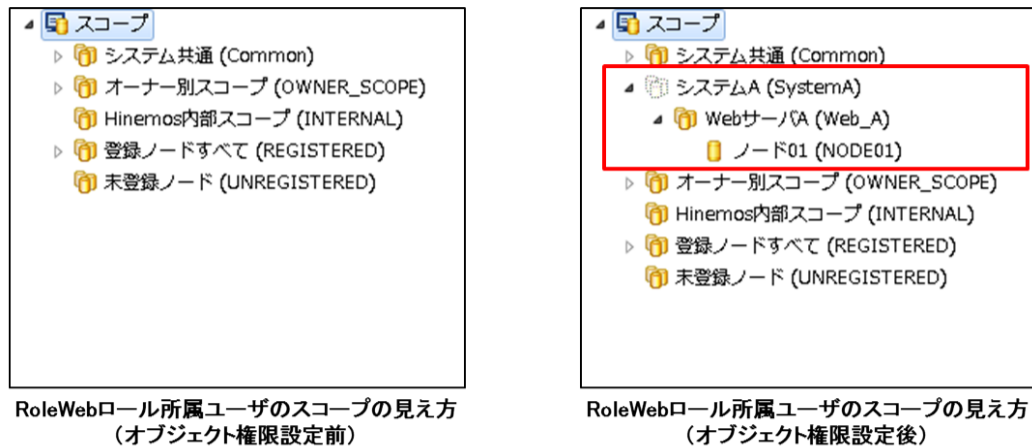 スコープ
システム共通 (Common)
オーナー別スコープ (OWNER_SCOPE)
Hinemos内部スコープ (INTERNAL)
登録ノードすべて (REGISTERED)
未登録ノード (UNREGISTERED)
RoleWebロール所属ユーザのスコープの見え方
（オブジェクト権限設定前）
スコープ
システム共通 (Common)
システムA (SystemA)
WebサーバA (Web_A)
ノード01 (NODE01)
オーナー別スコープ (OWNER_SCOPE)
Hinemos内部スコープ (INTERNAL)
登録ノードすべて (REGISTERED)
未登録ノード (UNREGISTERED)
RoleWebロール所属ユーザのスコープの見え方
（オブジェクト権限設定後）